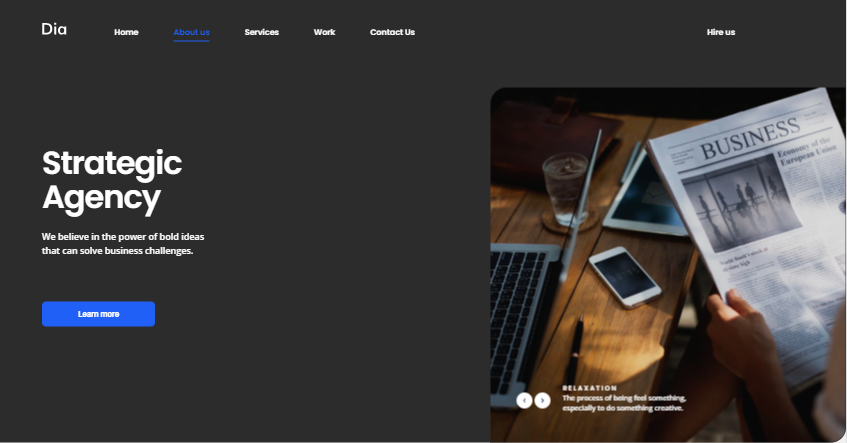 Dia
Home About us Services Work Contact Us Hire us
Strategic
Agency
We believe in the power of bold ideas
that can solve business challenges.
Learn more
BUSINESS
Economy of the
European Union
RELAXATION
The process of being feel something,
especially to do something creative.